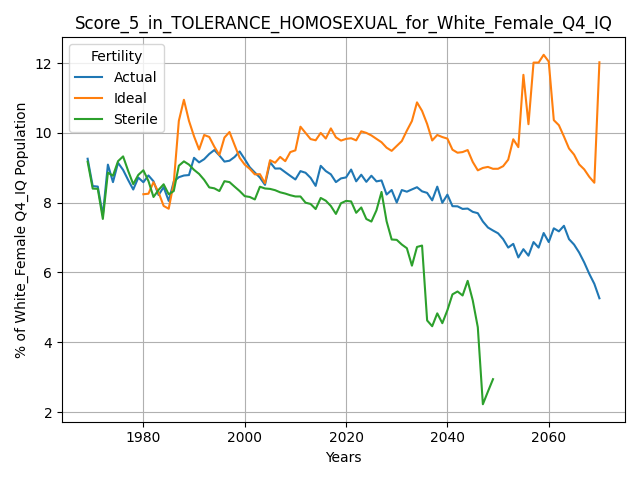 Score_5_in_TOLERANCE_HOMOSEXUAL_for_White_Female_Q4_IQ
Fertility
Actual
Ideal
Sterile
% of White_Female Q4_IQ Population
12
10
8
6
4
2
1980 2000 2020 2040 2060
Years